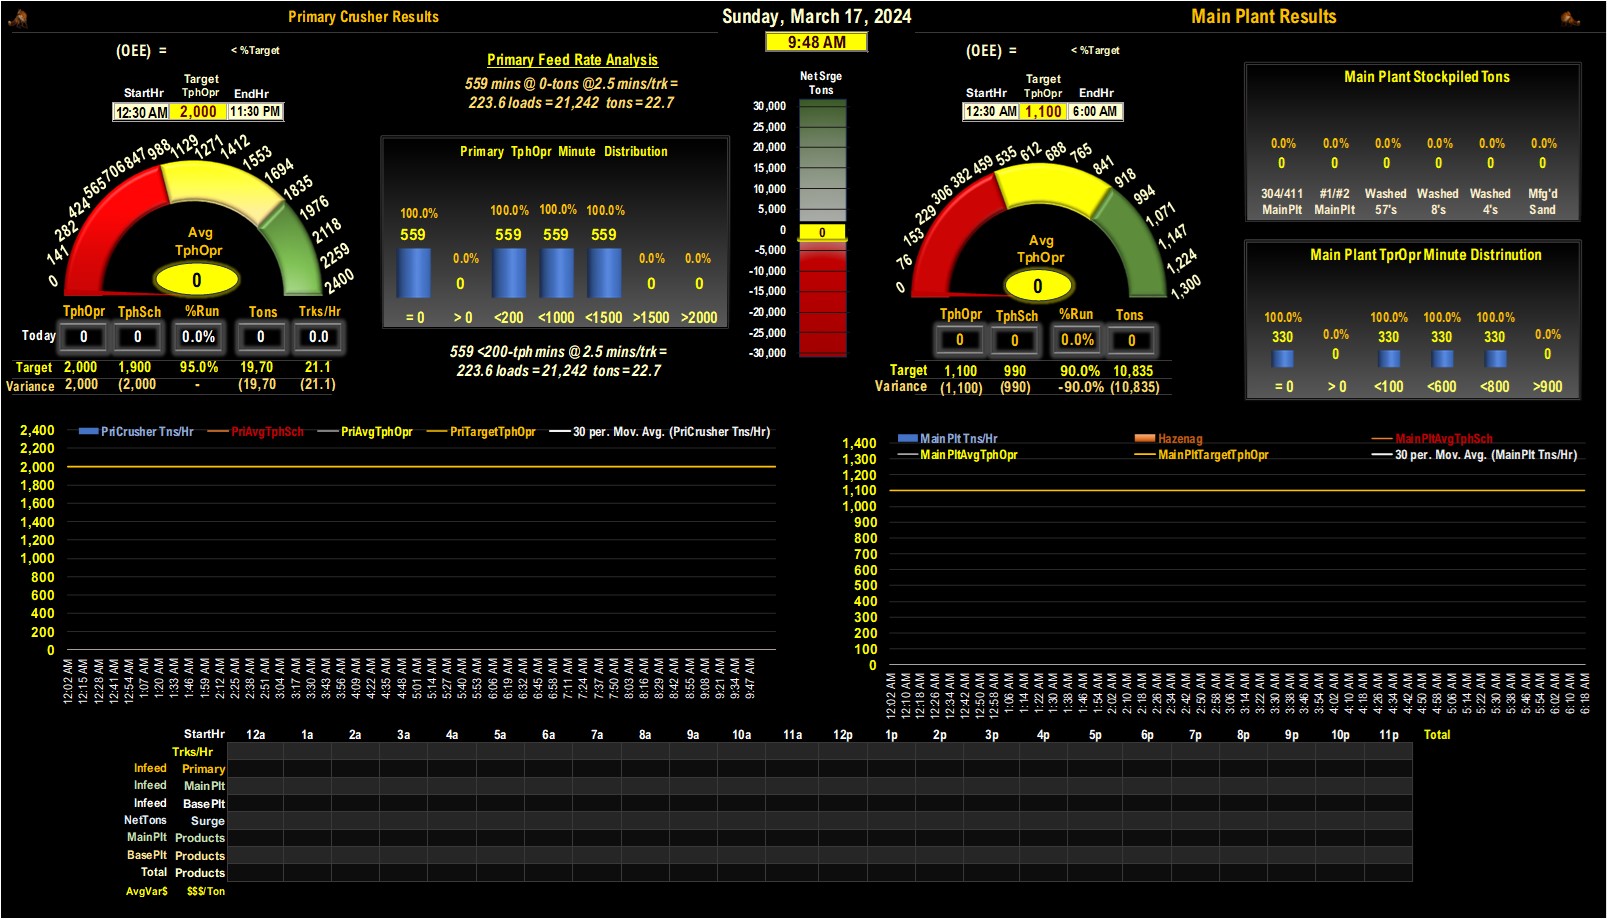 Primary Crusher Results
Sunday, March 17, 2024
Main Plant Results
9:48 AM
(OEE) =
< %Target
StartHr
Target
TphOpr
EndHr
12:30 AM
2,000
11:30 PM
0
141
282
424
565
706
847
988
1129
1271
1412
1553
1694
1835
1976
2118
2259
2400
Avg
TphOpr
0
TphOpr
TphSch
%Run
Tons
Trks/Hr
Today
0
0
0.0%
0
0.0
Target
2,000
1,900
95.0%
19,70
21.1
Variance
2,000
(2,000
-
(19,70
(21.1)
Primary Feed Rate Analysis
559 mins @ 0-tons @2.5 mins/trk =
223.6 loads = 21,242 tons = 22.7
Primary TphOpr Minute Distribution
100.0%
0.0%
100.0%
100.0%
100.0%
0.0%
0.0%
559
0
559
559
559
0
0
= 0
> 0
<200
<1000
<1500
>1500
>2000
559 <200-tph mins @ 2.5 mins/trk =
223.6 loads = 21,242 tons = 22.7
Net Srge
Tons
30,000
25,000
20,000
15,000
10,000
5,000
0
-5,000
-10,000
-15,000
-20,000
-25,000
-30,000
0
(OEE) =
< %Target
StartHr
Target
TphOpr
EndHr
12:30 AM
1,100
6:00 AM
0
76
153
229
306
382
459
535
612
688
765
841
918
994
1,071
1,147
1,224
1,300
Avg
TphOpr
0
TphOpr
TphSch
%Run
Tons
0
0
0.0%
0
Target
1,100
990
90.0%
10,835
Variance
(1,100)
(990)
-90.0%
(10,835)
Main Plant Stockpiled Tons
0.0%
0.0%
0.0%
0.0%
0.0%
0.0%
0
0
0
0
0
0
304/411
MainPlt
#1/#2
MainPlt
Washed
57's
Washed
8's
Washed
4's
Mfg'd
Sand
Main Plant TprOpr Minute Distrinution
100.0%
0.0%
100.0%
100.0%
100.0%
0.0%
330
0
330
330
330
0
= 0
> 0
<100
<600
<800
>900
PriCrusher Tns/Hr
PriAvgTphSch
PriAvgTphOpr
PriTargetTphOpr
30 per. Mov. Avg. (PriCrusher Tns/Hr)
2,400
2,200
2,000
1,800
1,600
1,400
1,200
1,000
800
600
400
200
0
12:02 AM
12:15 AM
12:28 AM
12:41 AM
12:54 AM
1:07 AM
1:20 AM
1:33 AM
1:46 AM
1:59 AM
2:12 AM
2:25 AM
2:38 AM
2:51 AM
3:04 AM
3:17 AM
3:30 AM
3:43 AM
3:56 AM
4:09 AM
4:22 AM
4:35 AM
4:48 AM
5:01 AM
5:14 AM
5:27 AM
5:40 AM
5:53 AM
6:06 AM
6:19 AM
6:32 AM
6:45 AM
6:58 AM
7:11 AM
7:24 AM
7:37 AM
7:50 AM
8:03 AM
8:16 AM
8:29 AM
8:42 AM
8:55 AM
9:08 AM
9:21 AM
9:34 AM
9:47 AM
MainPlt Tns/Hr
Hazenag
MainPltAvgTphSch
MainPltAvgTphOpr
MainPltTargetTphOpr
30 per. Mov. Avg. (MainPlt Tns/Hr)
1,400
1,300
1,200
1,100
1,000
900
800
700
600
500
400
300
200
100
0
12:02 AM
12:10 AM
12:18 AM
12:26 AM
12:34 AM
12:42 AM
12:50 AM
12:58 AM
1:06 AM
1:14 AM
1:22 AM
1:30 AM
1:38 AM
1:46 AM
1:54 AM
2:02 AM
2:10 AM
2:18 AM
2:26 AM
2:34 AM
2:42 AM
2:50 AM
2:58 AM
3:06 AM
3:14 AM
3:22 AM
3:30 AM
3:38 AM
3:46 AM
3:54 AM
4:02 AM
4:10 AM
4:18 AM
4:26 AM
4:34 AM
4:42 AM
4:50 AM
4:58 AM
5:06 AM
5:14 AM
5:22 AM
5:30 AM
5:38 AM
5:46 AM
5:54 AM
6:02 AM
6:10 AM
6:18 AM
StartHr 12a 1a 2a 3a 4a 5a 6a 7a 8a 9a 10a 11a 12p 1p 2p 3p 4p 5p 6p 7p 8p 9p 10p 11p Total
Trks/Hr
Infeed Primary
Infeed MainPlt
Infeed BasePlt
NetTons Surge
MainPlt Products
BasePlt Products
Total Products
AvgVar$ $$$/Ton